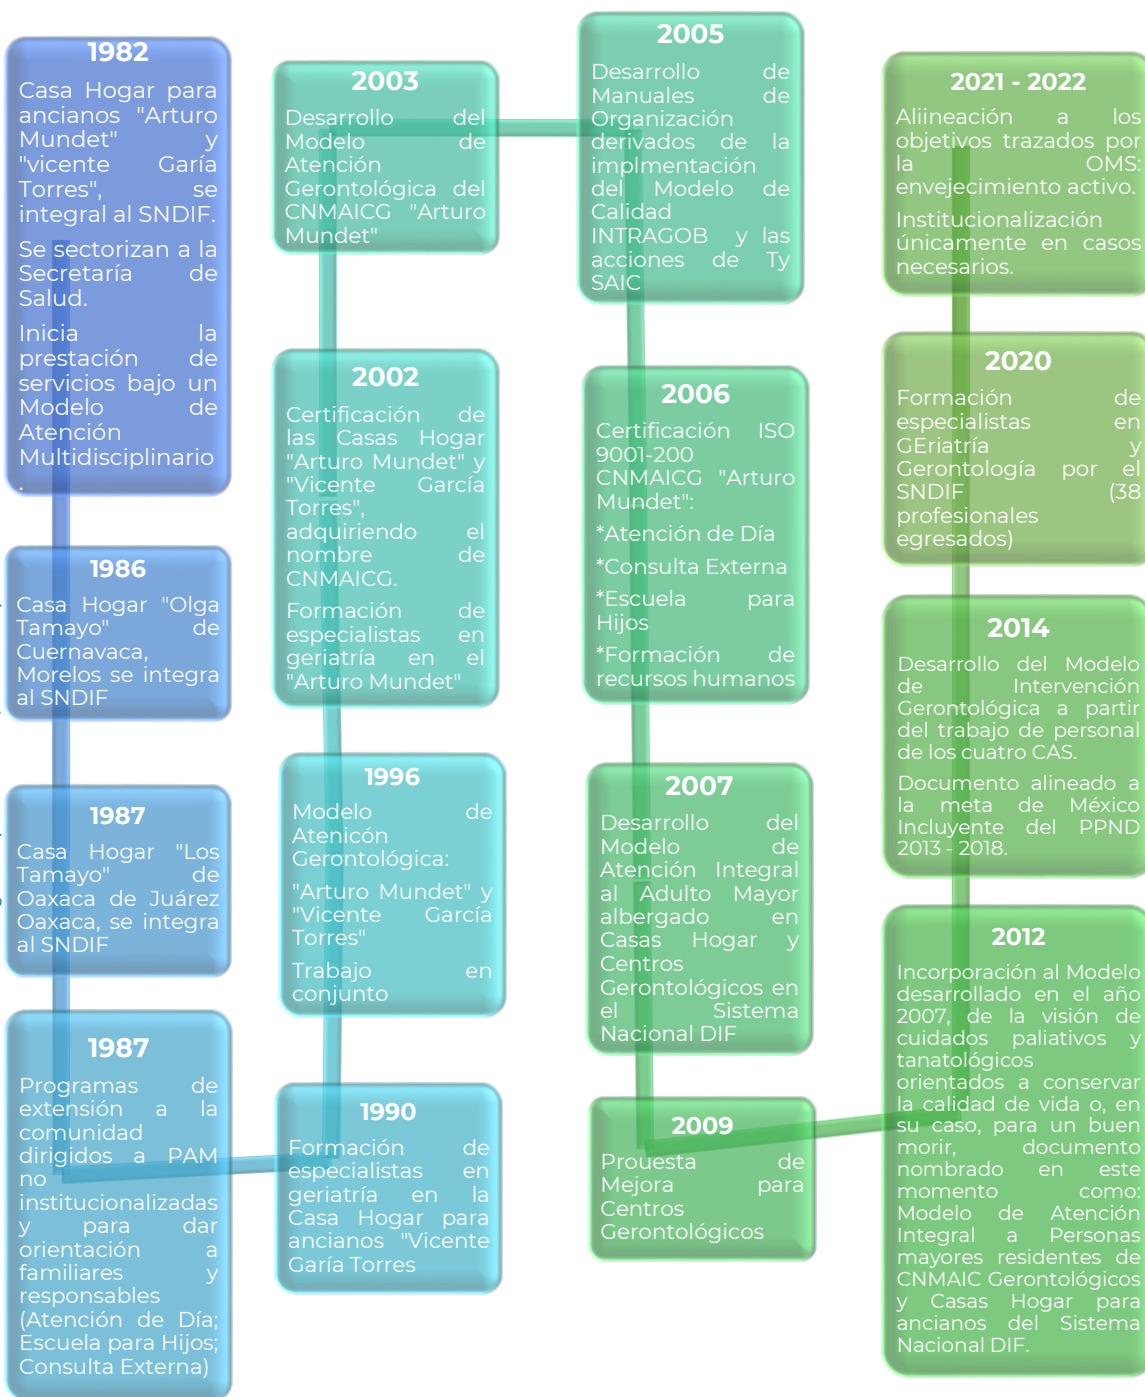 1982
Casa Hogar para
ancianos "Arturo
Mundet" y
"vicente Garía
Torres", se
integral al SNDIF.
Se sectorizan a la
Secretaría de
Salud.
Inicia la
prestación de
servicios bajo un
Modelo de
Atención
Multidisciplinario
.
1986
Casa Hogar "Olga
Tamayo" de
Cuernavaca,
Morelos se integra
al SNDIF
1987
Casa Hogar "Los
Tamayo" de
Oaxaca de Juárez
Oaxaca, se integra
al SNDIF
1987
Programas de
extensión a la
comunidad
dirigidos a PAM
no
institucionalizadas
y para dar
orientación a
familiares y
responsables
(Atención de Día;
Escuela para Hijos;
Consulta Externa)
1990
Formación de
especialistas en
geriatría en la
Casa Hogar para
ancianos "Vicente
Garía Torres
1996
Modelo de
Atenicón
Gerontológica:
"Arturo Mundet" y
"Vicente García
Torres"
Trabajo en
conjunto
2002
Certificación de
las Casas Hogar
"Arturo Mundet" y
"Vicente García
Torres",
adquiriendo el
nombre de
CNMAICG.
Formación de
especialistas en
geriatría en el
"Arturo Mundet"
2003
Desarrollo del
Modelo de
Atención
Gerontológica del
CNMAICG "Arturo
Mundet"
2005
Desarrollo de
Manuales de
Organización
derivados de la
implmentación
del Modelo de
Calidad
INTRAGOB y las
acciones de Ty
SAIC
2006
Certificación ISO
9001-200
CNMAICG "Arturo
Mundet":
*Atención de Día
*Consulta Externa
*Escuela para
Hijos
*Formación de
recursos humanos
2007
Desarrollo del
Modelo de
Atención Integral
al Adulto Mayor
albergado en
Casas Hogar y
Centros
Gerontológicos en
el Sistema
Nacional DIF
2009
Prouesta de
Mejora para
Centros
Gerontológicos
2012
Incorporación al Modelo
desarrollado en el año
2007, de la visión de
cuidados paliativos y
tanatológicos
orientados a conservar
la calidad de vida o, en
su caso, para un buen
morir, documento
nombrado en este
momento como:
Modelo de Atención
Integral a Personas
mayores residentes de
CNMAIC Gerontológicos
y Casas Hogar para
ancianos del Sistema
Nacional DIF.
2014
Desarrollo del Modelo
de Intervención
Gerontológica a partir
del trabajo de personal
de los cuatro CAS.
Documento alineado a
la meta de México
Incluyente del PPND
2013 - 2018.
2020
Formación de
especialistas en
GEriatría y
Gerontología por el
SNDIF (38
profesionales
egresados)
2021 - 2022
Aliineación a los
objetivos trazados por
la OMS:
envejecimiento activo.
Institucionalización
únicamente en casos
necesarios.